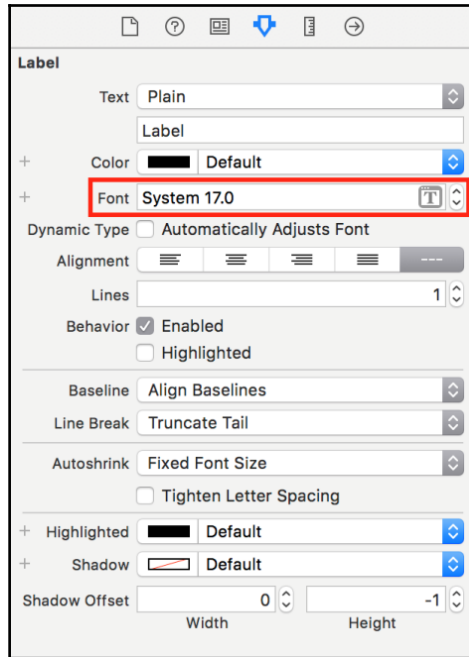 Label
Text Plain
Label
+ Color Default
+ Font System 17.0 T
Dynamic Type Automatically Adjusts Font
Alignment ---
Lines 1
Behavior Enabled
Highlighted
Baseline Align Baselines
Line Break Truncate Tail
Autoshrink Fixed Font Size
Tighten Letter Spacing
+ Highlighted Default
+ Shadow Default
Shadow Offset 0 -1
Width Height